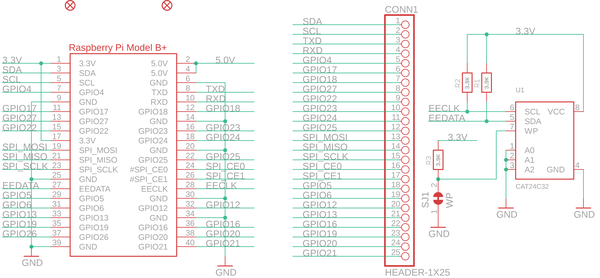 Raspberry Pi Model B+
3.3V 1 3.3V 5.0V 2 5.0V
SDA 3 SDA 5.0V 4
SCL 5 SCL GND 6
GPIO4 7 GPIO4 TXD 8 TXD
9 GND RXD 10 RXD
GPIO17 11 GPIO17 GPIO18 12 GPIO18
GPIO27 13 GPIO27 GND 14
GPIO22 15 GPIO22 GPIO23 16 GPIO23
17 3.3V GPIO24 18 GPIO24
SPI_MOSI 19 SPI_MOSI GND 20
SPI_MISO 21 SPI_MISO GPIO25 22 GPIO25
SPI_SCLK 23 SPI_SCLK #SPI_CE0 24 SPI_CE0
25 GND #SPI_CE1 26 SPI_CE1
EEDATA 27 EEDATA EECLK 28 EECLK
GPIO5 29 GPIO5 GND 30
GPIO6 31 GPIO6 GPIO12 32 GPIO12
GPIO13 33 GPIO13 GND 34
GPIO19 35 GPIO19 GPIO16 36 GPIO16
GPIO26 37 GPIO26 GPIO20 38 GPIO20
39 GND GPIO21 40 GPIO21
GND GND
CONN1
SDA 1
SCL 2
TXD 3
RXD 4
GPIO4 5
GPIO17 6
GPIO18 7
GPIO27 8
GPIO22 9
GPIO23 10
GPIO24 11
GPIO25 12
SPI_MOSI 13
SPI_MISO 14
SPI_SCLK 15
SPI_CE0 16
SPI_CE1 17
GPIO5 18
GPIO6 19
GPIO12 20
GPIO13 21
GPIO16 22
GPIO19 23
GPIO20 24
GPIO21 25
HEADER-1X25
3.3V
R2 3.9K R1 3.9K
U1
EECLK 6 SCL VCC 8
EEDATA 5 SDA
7 WP
3.3V
R3 3.9K
1 A0
2 A1
3 A2 GND 4
CAT24C32
SJ1 2 1 WP
GND GND GND